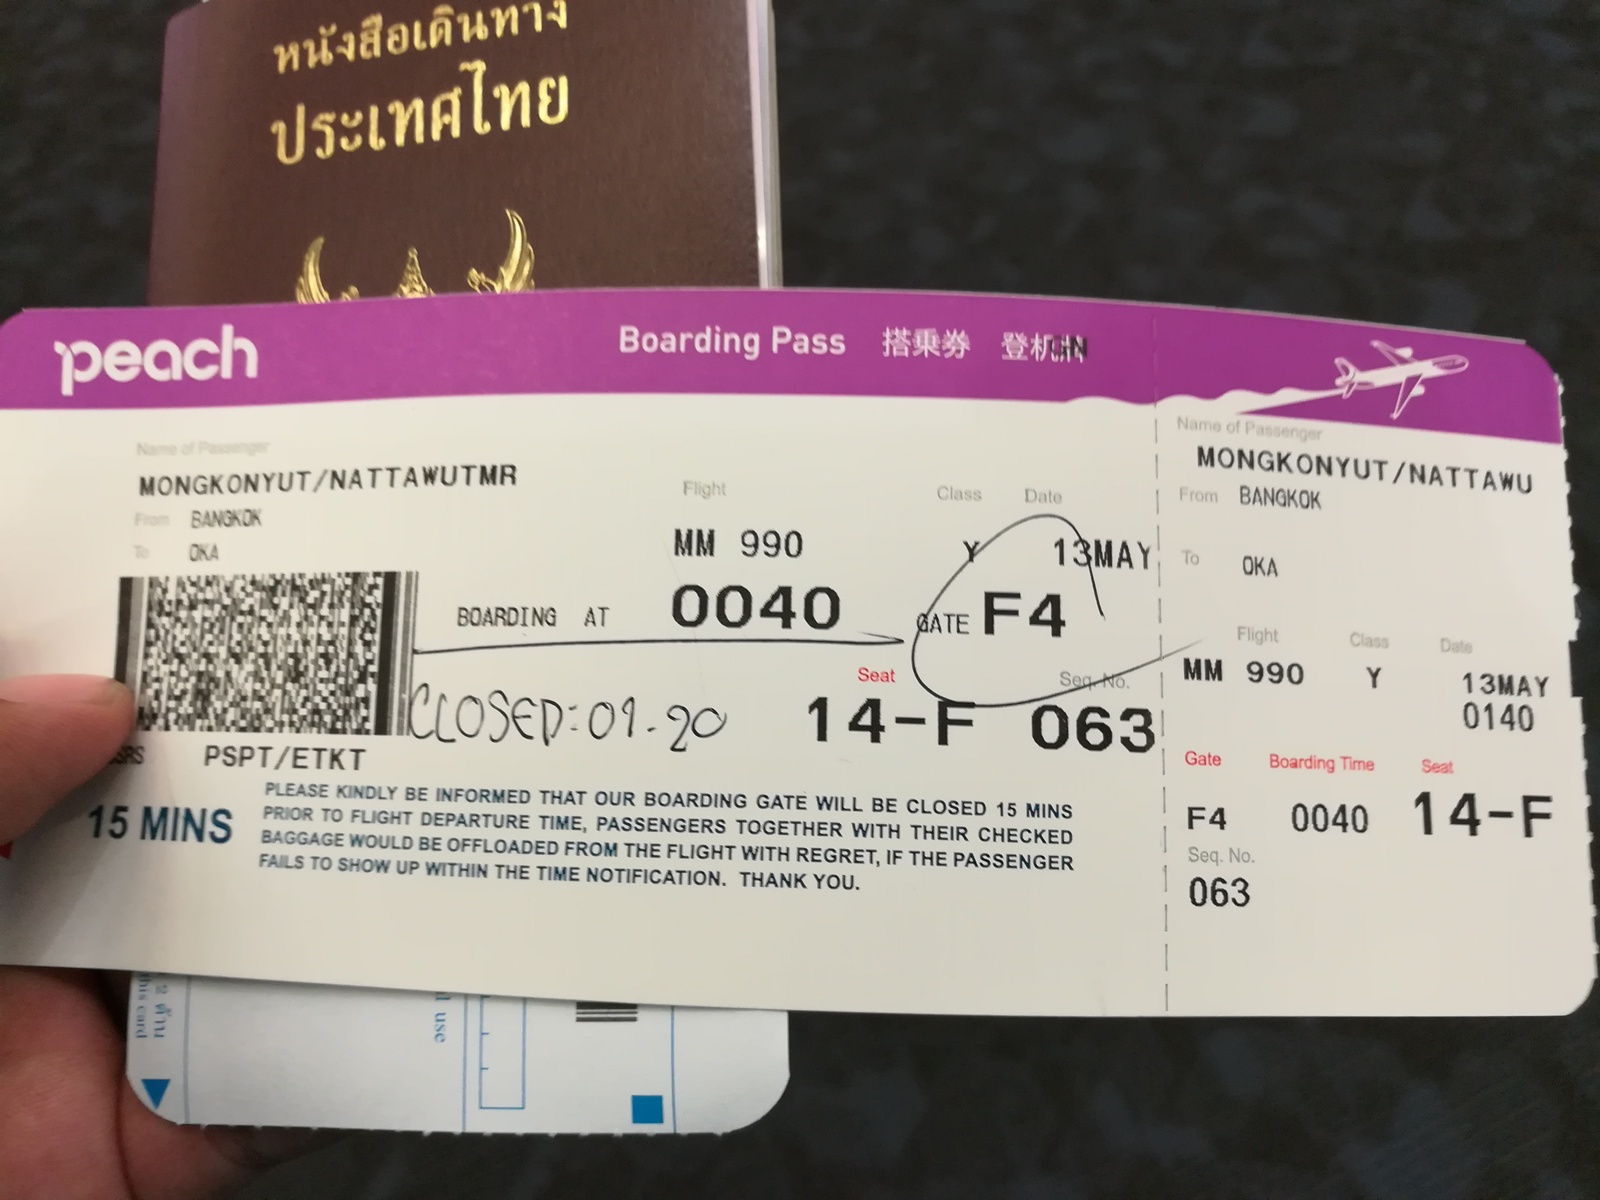 หนังสือเดินทาง
ประเทศไทย
peach
Boarding Pass 搭乗券 登机牌
Name of Passenger
MONGKONYUT/NATTAWUTMR
From BANGKOK
To OKA
Flight
MM 990
Class Date
Y 13MAY
BOARDING AT 0040
GATE F4
Seat Seq. No.
14-F 063
CLOSED: 01.20
PSPT/ETKT
15 MINS
PLEASE KINDLY BE INFORMED THAT OUR BOARDING GATE WILL BE CLOSED 15 MINS
PRIOR TO FLIGHT DEPARTURE TIME, PASSENGERS TOGETHER WITH THEIR CHECKED
BAGGAGE WOULD BE OFFLOADED FROM THE FLIGHT WITH REGRET, IF THE PASSENGER
FAILS TO SHOW UP WITHIN THE TIME NOTIFICATION. THANK YOU.
Name of Passenger
MONGKONYUT/NATTAWU
From BANGKOK
To OKA
Flight Class Date
MM 990 Y 13MAY
0140
Gate Boarding Time Seat
F4 0040 14-F
Seq. No.
063
this card
use